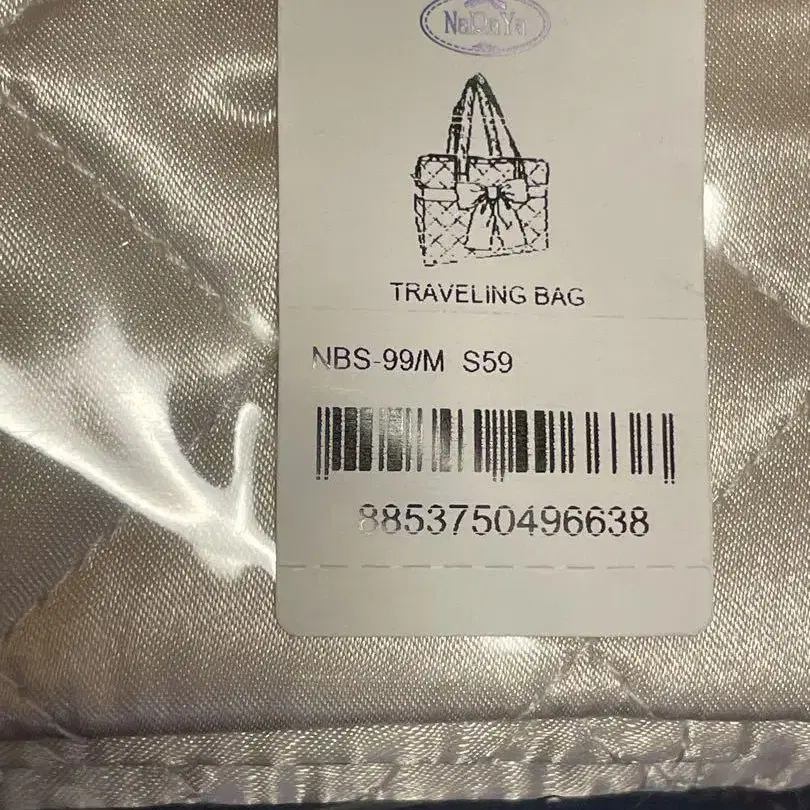 NaRaYa
TRAVELING BAG
NBS-99/M S59
8853750496638